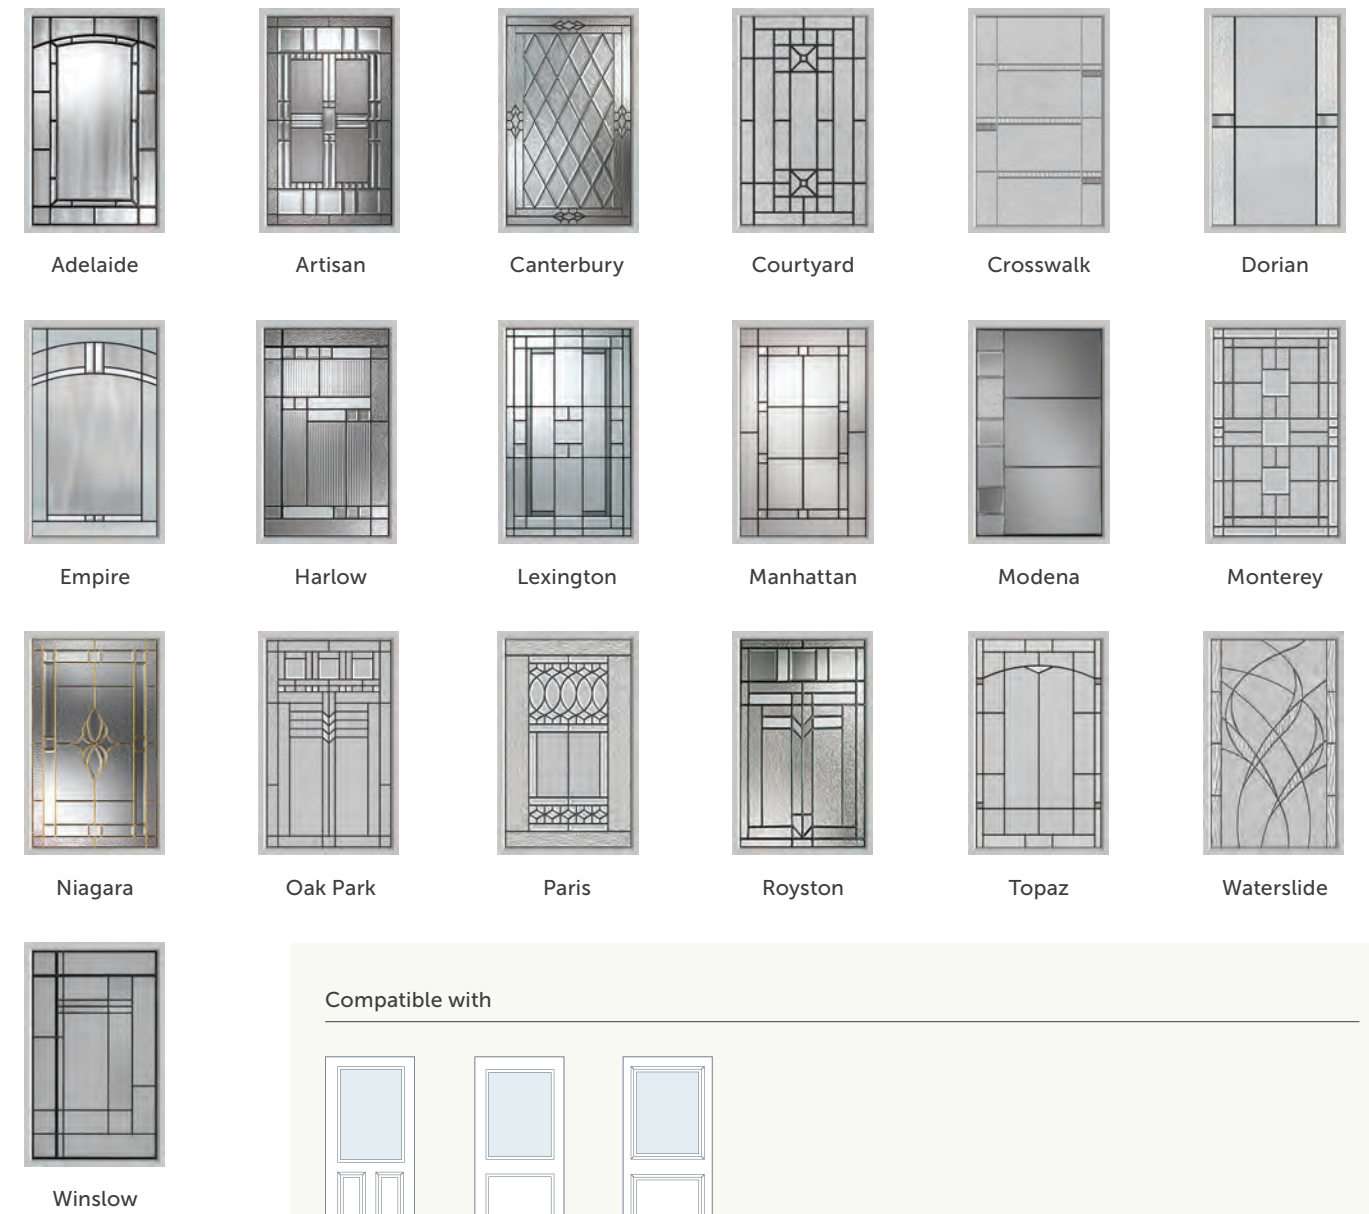 Adelaide
Artisan
Canterbury
Courtyard
Crosswalk
Dorian
Empire
Harlow
Lexington
Manhattan
Modena
Monterey
Niagara
Oak Park
Paris
Royston
Topaz
Waterslide
Winslow
Compatible with